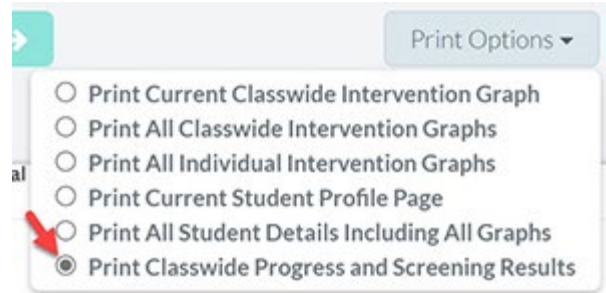 Print Options
Print Current Classwide Intervention Graph
Print All Classwide Intervention Graphs
Print All Individual Intervention Graphs
al
Print Current Student Profile Page
Print All Student Details Including All Graphs
Print Classwide Progress and Screening Results